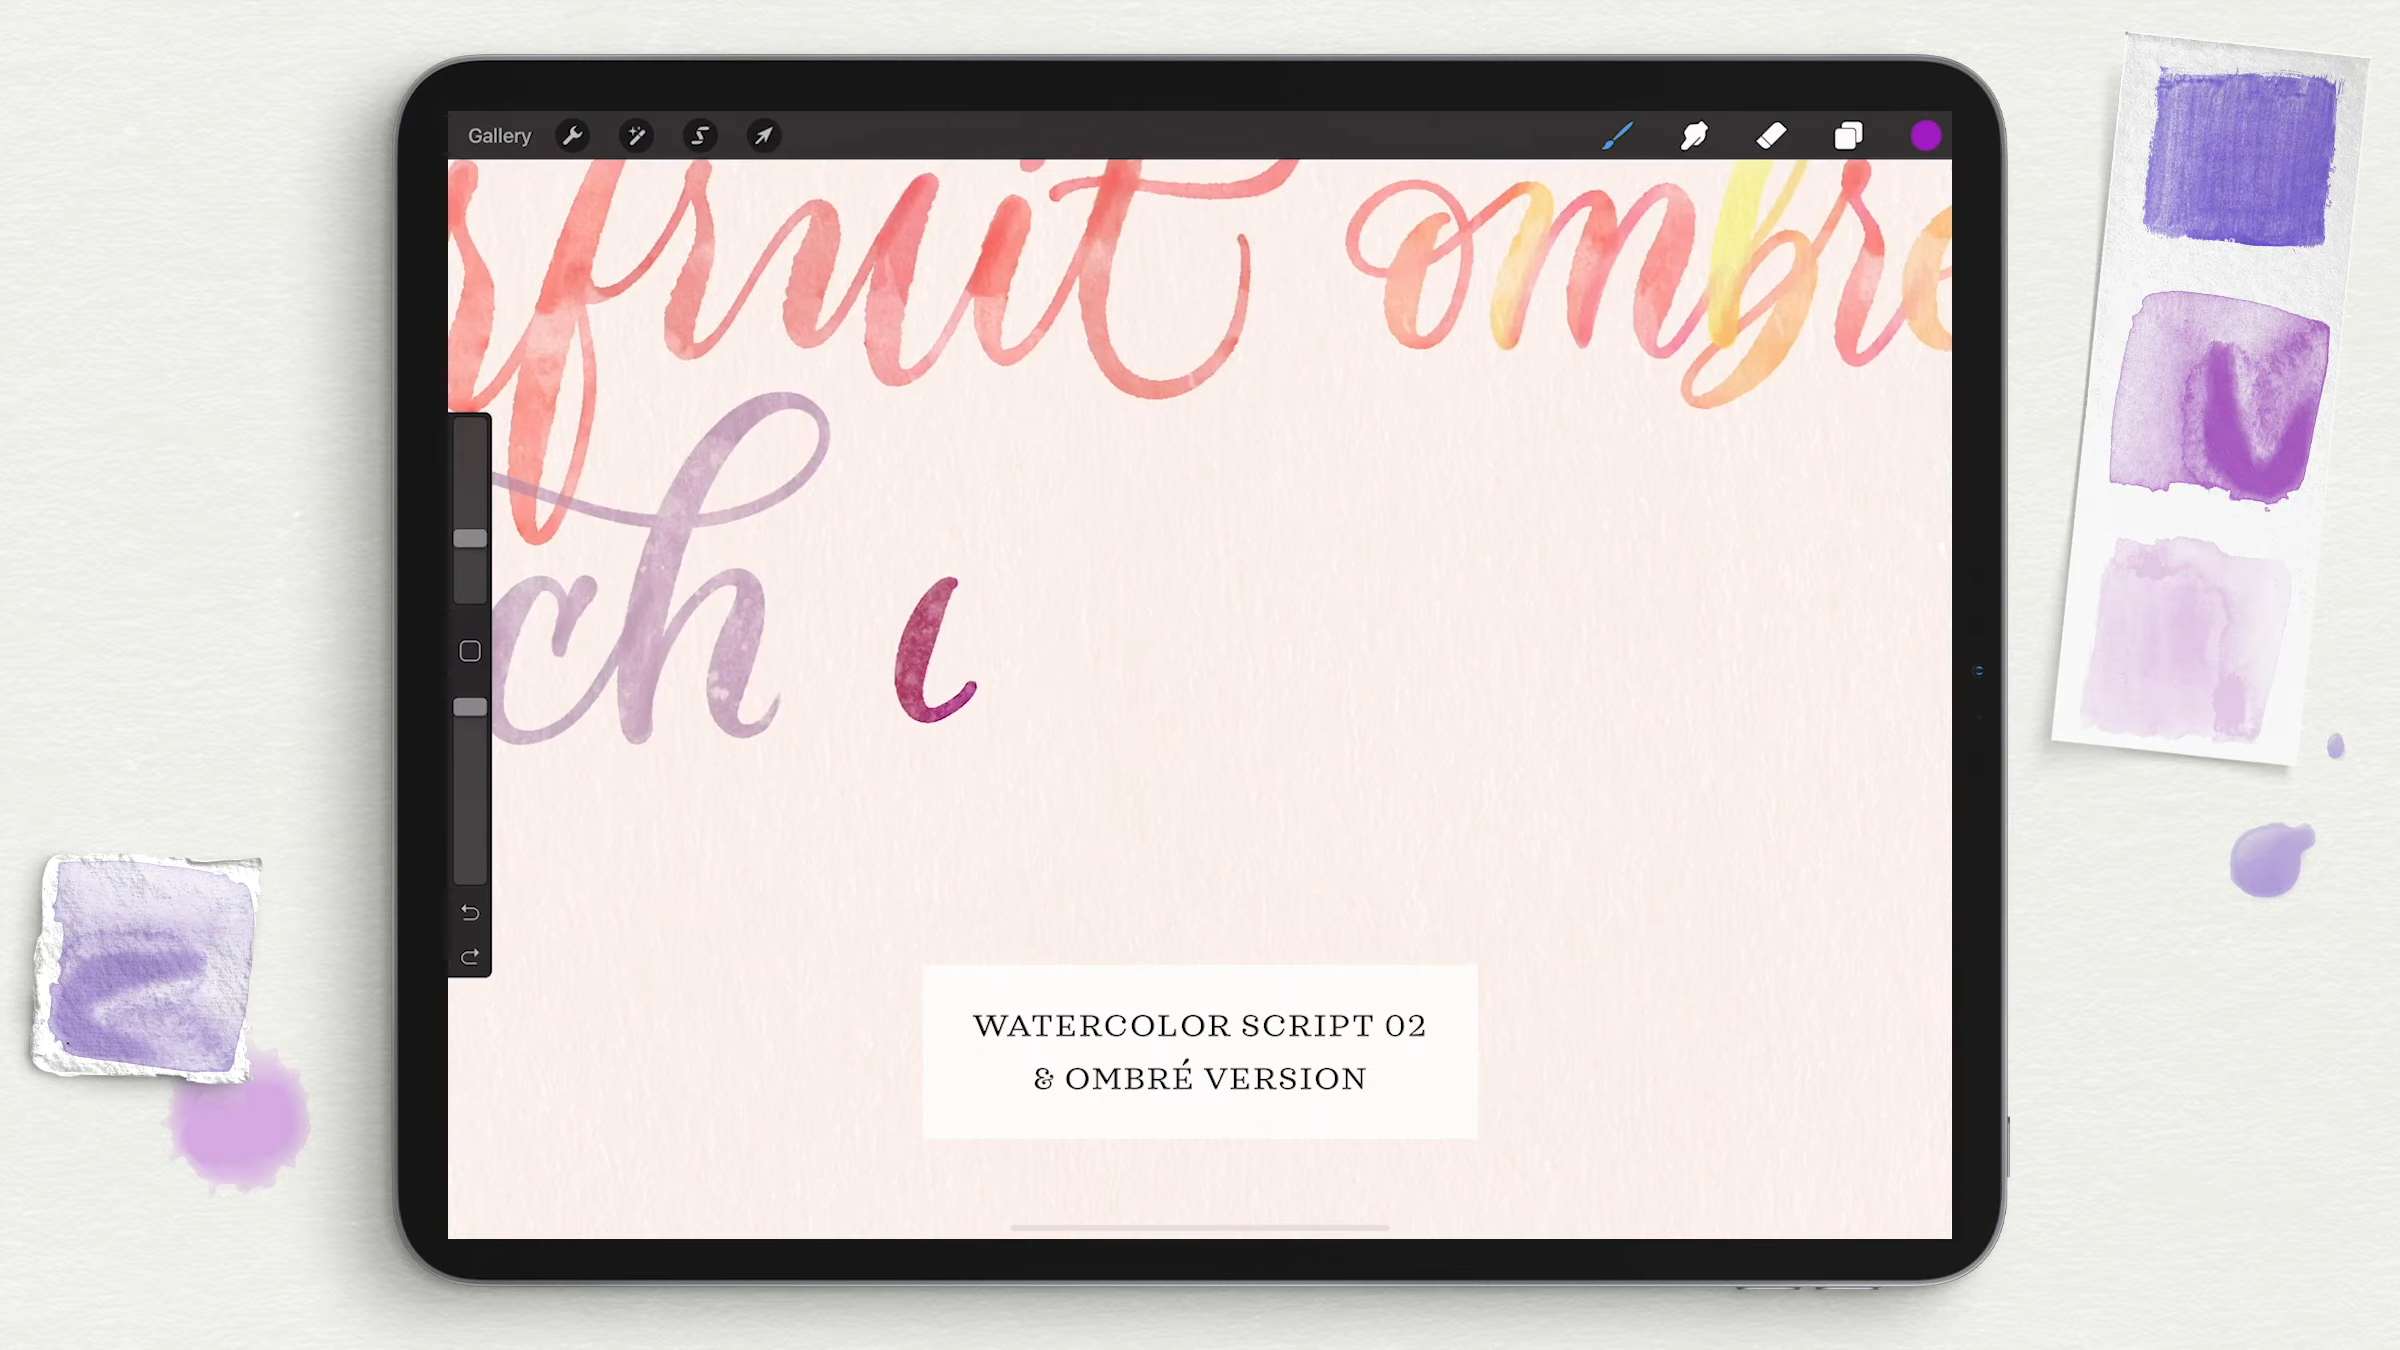 Gallery
fruit ombre
ch
WATERCOLOR SCRIPT 02
& OMBRÉ VERSION